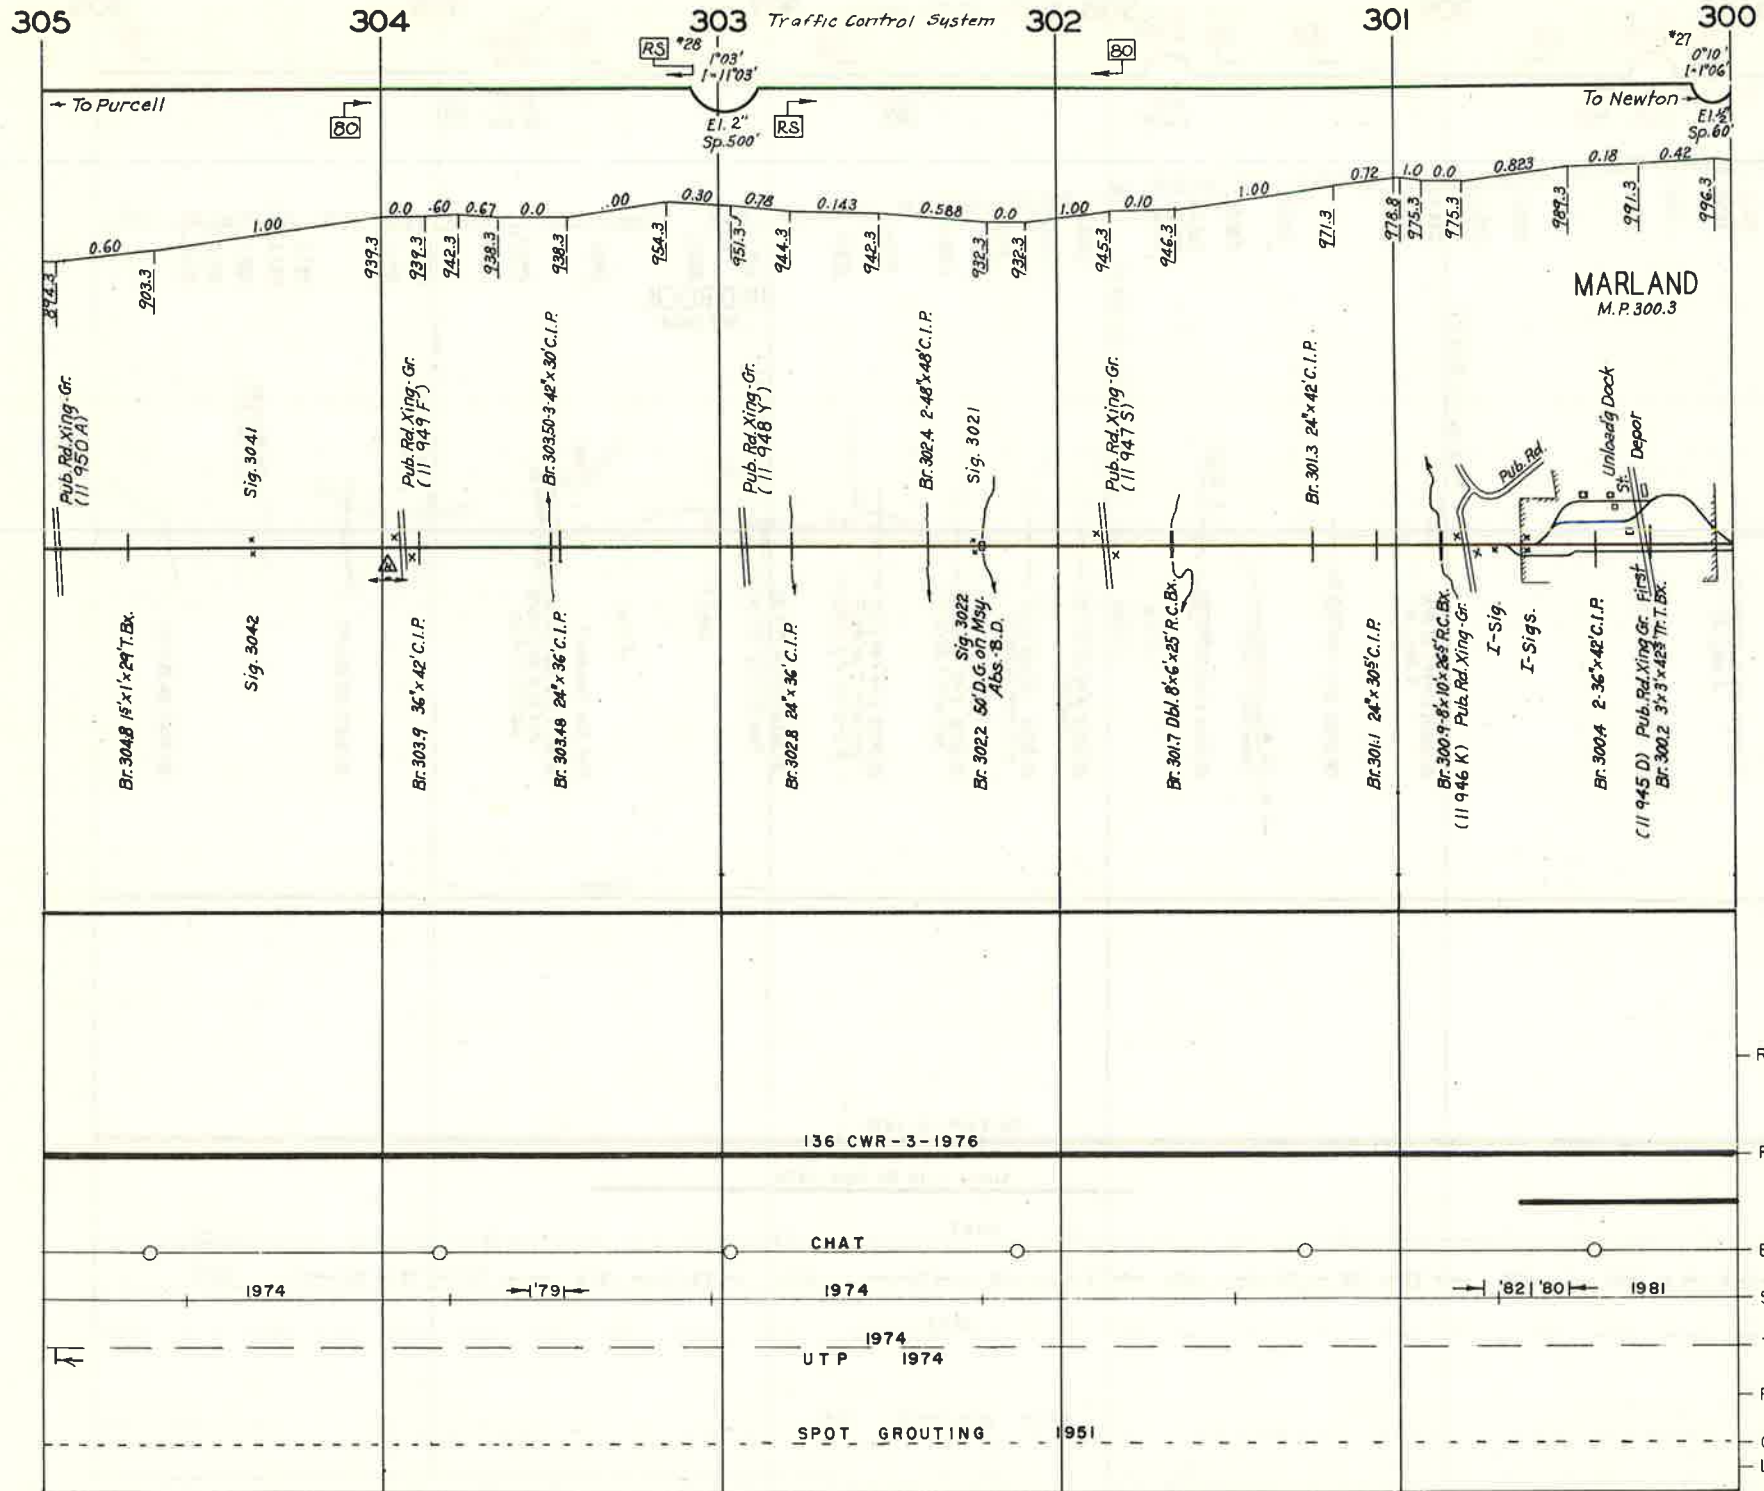 305 304 303 Traffic Control System 302 301 300
RS #28
1°03'
I-11°03'
80
#27
0°10'
I-1°06'
← To Purcell
80
El. 2"
Sp. 500'
RS
To Newton
El. ½"
Sp. 60'
0.60 1.00 0.0 .60 0.67 0.0 .00 0.30 0.78 0.143 0.588 0.0 1.00 0.10 1.00 0.72 1.0 0.0 0.823 0.18 0.42
894.3 903.3 939.3 939.3 942.3 938.3 938.3 954.3 951.3 944.3 942.3 932.3 932.3 945.3 946.3 971.3 978.8 975.3 975.3 989.3 991.3 996.3
MARLAND
M.P. 300.3
Pub. Rd. Xing-Gr.
(11 950 A)
Sig. 3041
Pub. Rd. Xing-Gr.
(11 949 F)
Br. 303.50-3-42"x30' C.I.P.
Pub. Rd. Xing-Gr.
(11 948 Y)
Br. 302.4 2-48"x48' C.I.P.
Sig. 3021
Pub. Rd. Xing-Gr.
(11 947 S)
Br. 301.3 24"x42' C.I.P.
Pub. Rd.
Unload'g Dock
St.
Depot
Br. 304.8 1⁵'x1'x29' T. Bx.
Sig. 3042
Br. 303.9 36"x42' C.I.P.
Br. 303.48 24"x36' C.I.P.
Br. 302.8 24"x36' C.I.P.
Sig. 3022
Br. 302.2 50' D.G. on Msy.
Abs.-B.D.
Br. 301.7 Dbl. 8'x6'x25' R.C. Bx.
Br. 301.1 24"x30⁵' C.I.P.
Br. 300.9-8'x10'x26⁵' R.C. Bx.
(11 946 K) Pub. Rd. Xing-Gr.
I-Sig.
I-Sigs.
Br. 300.4 2-36"x42' C.I.P.
(11 945 D) Pub. Rd. Xing Gr. First
Br. 300.2 3'x3'x42⁵' Tr. T. Bx.
136 CWR-3-1976
CHAT
1974 '79 1974 '82 '80 1981
1974
UTP 1974
SPOT GROUTING 1951